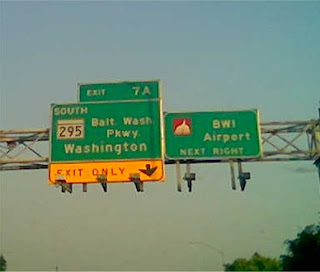 EXIT 7A
SOUTH
295
Balt. Wash.
Pkwy.
Washington
EXIT ONLY
BWI
Airport
NEXT RIGHT